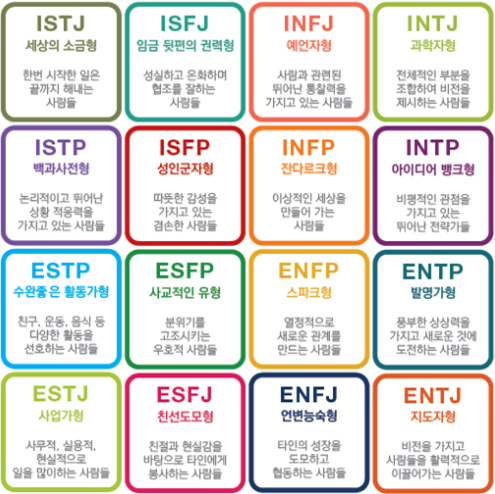 ISTJ
세상의 소금형
한번 시작한 일은
끝까지 해내는
사람들
ISFJ
임금 뒷편의 권력형
성실하고 온화하며
협조를 잘하는
사람들
INFJ
예언자형
사람과 관련된
뛰어난 통찰력을
가지고 있는 사람들
INTJ
과학자형
전체적인 부분을
조합하여 비전을
제시하는 사람들
ISTP
백과사전형
논리적이고 뛰어난
상황 적응력을
가지고 있는 사람들
ISFP
성인군자형
따뜻한 감성을
가지고 있는
겸손한 사람들
INFP
잔다르크형
이상적인 세상을
만들어 가는
사람들
INTP
아이디어 뱅크형
비평적인 관점을
가지고 있는
뛰어난 전략가들
ESTP
수완좋은 활동가형
친구, 운동, 음식 등
다양한 활동을
선호하는 사람들
ESFP
사교적인 유형
분위기를
고조시키는
우호적 사람들
ENFP
스파크형
열정적으로
새로운 관계를
만드는 사람들
ENTP
발명가형
풍부한 상상력을
가지고 새로운 것에
도전하는 사람들
ESTJ
사업가형
사무적, 실용적,
현실적으로
일을 많이하는 사람들
ESFJ
친선도모형
친절과 현실감을
바탕으로 타인에게
봉사하는 사람들
ENFJ
언변능숙형
타인의 성장을
도모하고
협동하는 사람들
ENTJ
지도자형
비전을 가지고
사람들을 활력적으로
이끌어가는 사람들